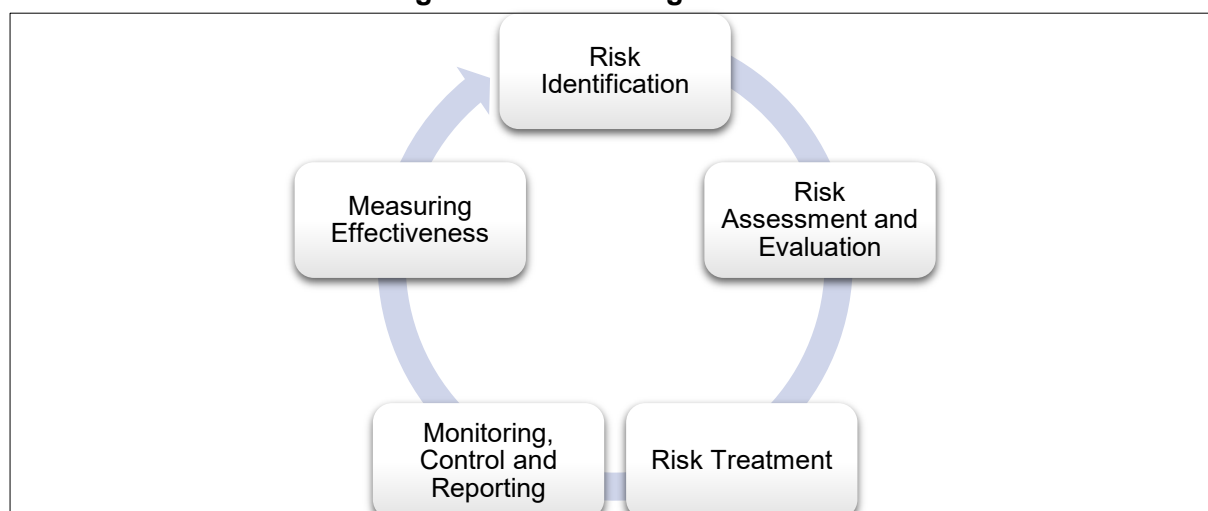 Risk
Identification
Risk
Assessment and
Evaluation
Risk Treatment
Monitoring,
Control and
Reporting
Measuring
Effectiveness